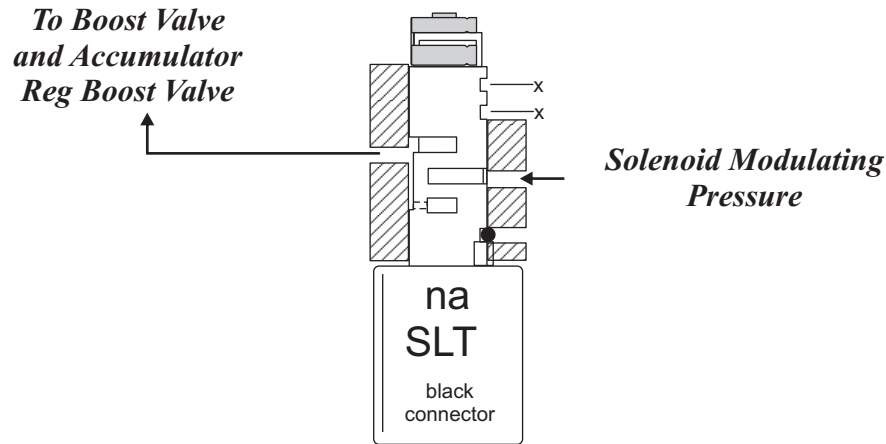 To Boost Valve
and Accumulator
Reg Boost Valve
x
x
Solenoid Modulating
Pressure
na
SLT
black
connector